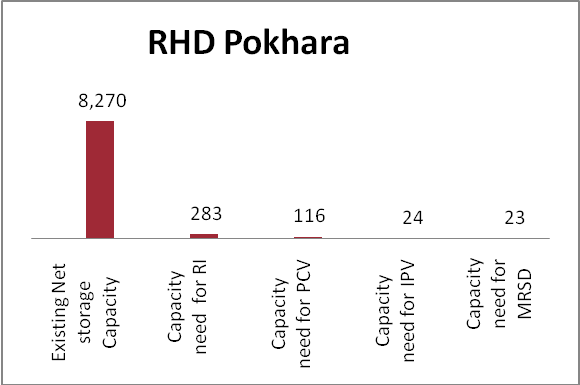 RHD Pokhara
8,270
283
116
24
23
Existing Net
storage
Capacity
Capacity
need for RI
Capacity
need for PCV
Capacity
need for IPV
Capacity
need for
MRSD